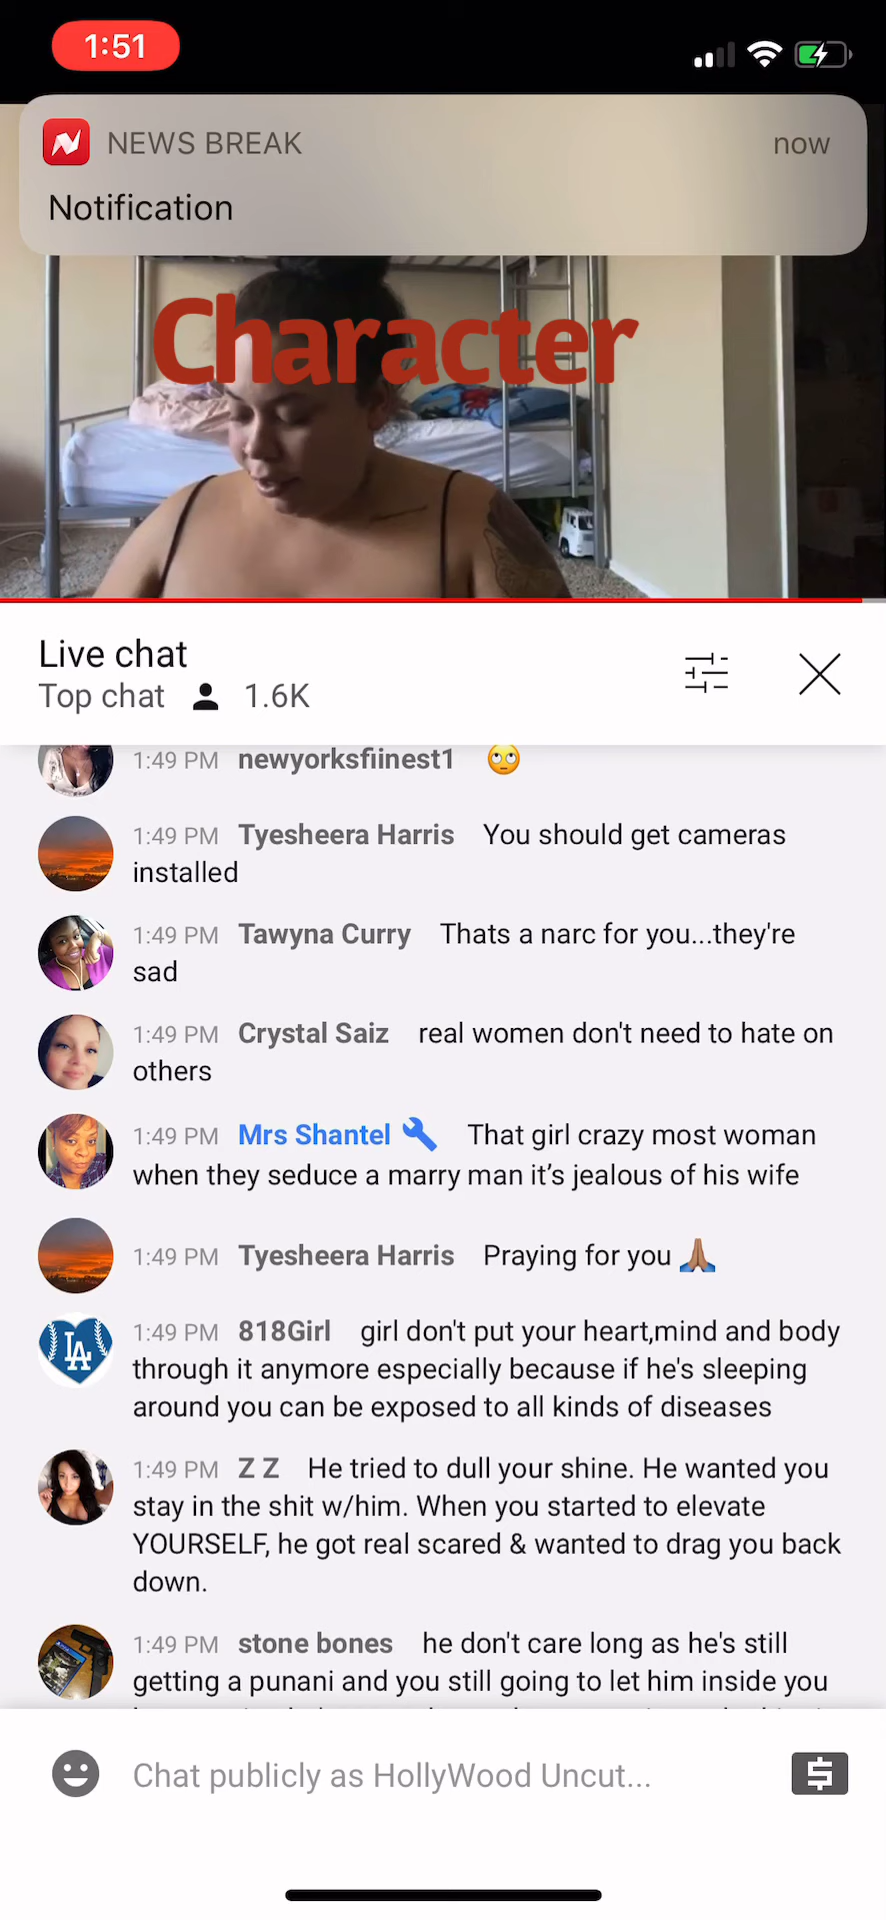 1:51
NEWS BREAK now
Notification
Character
Live chat
Top chat 1.6K
1:49 PM newyorksfiinest1 🙄
1:49 PM Tyesheera Harris You should get cameras
installed
1:49 PM Tawyna Curry Thats a narc for you...they're
sad
1:49 PM Crystal Saiz real women don't need to hate on
others
1:49 PM Mrs Shantel That girl crazy most woman
when they seduce a marry man it’s jealous of his wife
1:49 PM Tyesheera Harris Praying for you 🙏🏽
1:49 PM 818Girl girl don't put your heart,mind and body
through it anymore especially because if he's sleeping
around you can be exposed to all kinds of diseases
1:49 PM Z Z He tried to dull your shine. He wanted you
stay in the shit w/him. When you started to elevate
YOURSELF, he got real scared & wanted to drag you back
down.
1:49 PM stone bones he don't care long as he's still
getting a punani and you still going to let him inside you
Chat publicly as HollyWood Uncut...